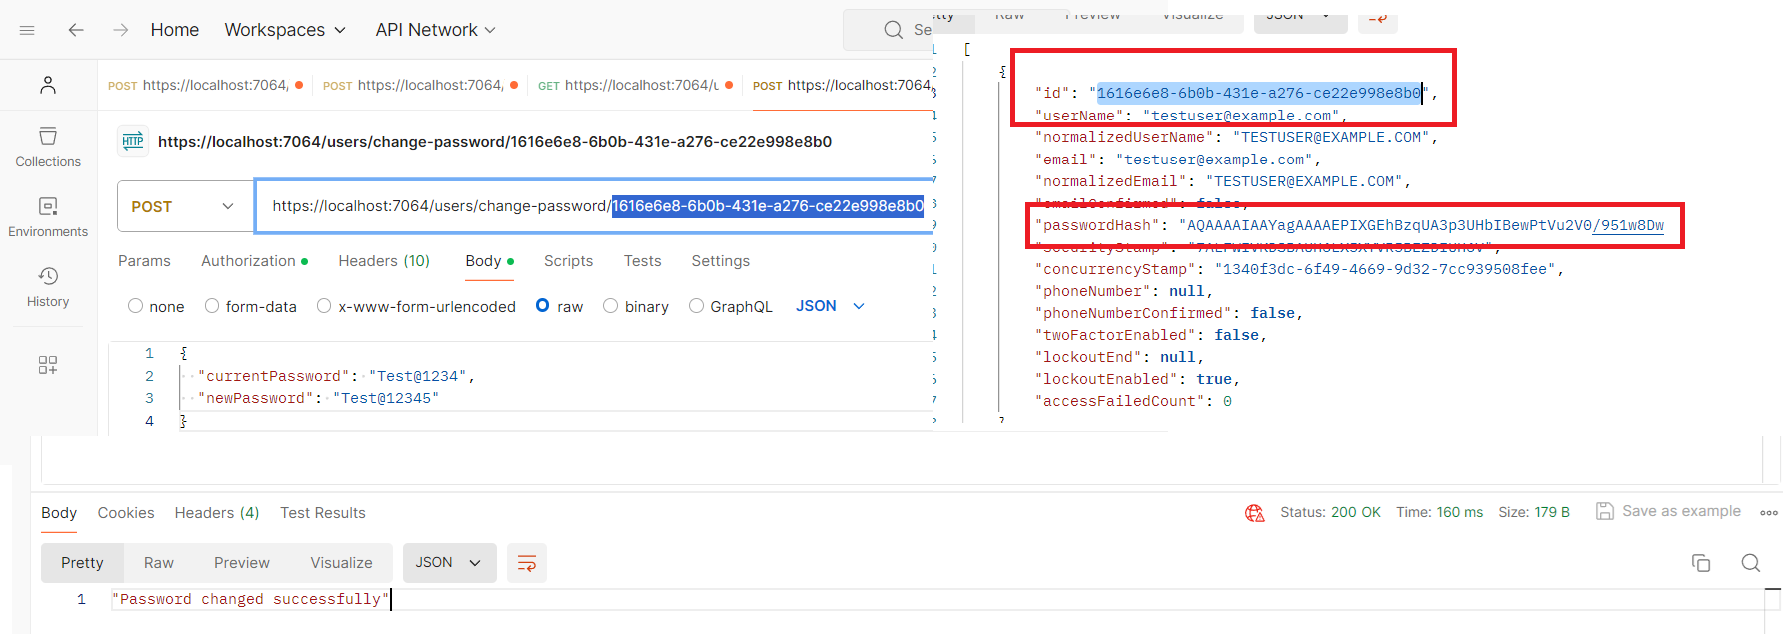 Home Workspaces API Network Se
POST https://localhost:7064/ POST https://localhost:7064/ GET https://localhost:7064/u POST https://localhost:7064
HTTP https://localhost:7064/users/change-password/1616e6e8-6b0b-431e-a276-ce22e998e8b0
Collections
Environments
History
POST https://localhost:7064/users/change-password/1616e6e8-6b0b-431e-a276-ce22e998e8b0
Params Authorization Headers (10) Body Scripts Tests Settings
none form-data x-www-form-urlencoded raw binary GraphQL JSON
1 {
2 "currentPassword": "Test@1234",
3 "newPassword": "Test@12345"
4 }
Raw Preview Visualize JSON
[
{
"id": "1616e6e8-6b0b-431e-a276-ce22e998e8b0",
"userName": "testuser@example.com",
"normalizedUserName": "TESTUSER@EXAMPLE.COM",
"email": "testuser@example.com",
"normalizedEmail": "TESTUSER@EXAMPLE.COM",
"emailConfirmed": false,
"passwordHash": "AQAAAAIAAYagAAAAEPIXGEhBzqUA3p3UHbIBewPtVu2V0/951w8Dw
"concurrencyStamp": "1340f3dc-6f49-4669-9d32-7cc939508fee",
"phoneNumber": null,
"phoneNumberConfirmed": false,
"twoFactorEnabled": false,
"lockoutEnd": null,
"lockoutEnabled": true,
"accessFailedCount": 0
Body Cookies Headers (4) Test Results Status: 200 OK Time: 160 ms Size: 179 B Save as example
Pretty Raw Preview Visualize JSON
1 "Password changed successfully"